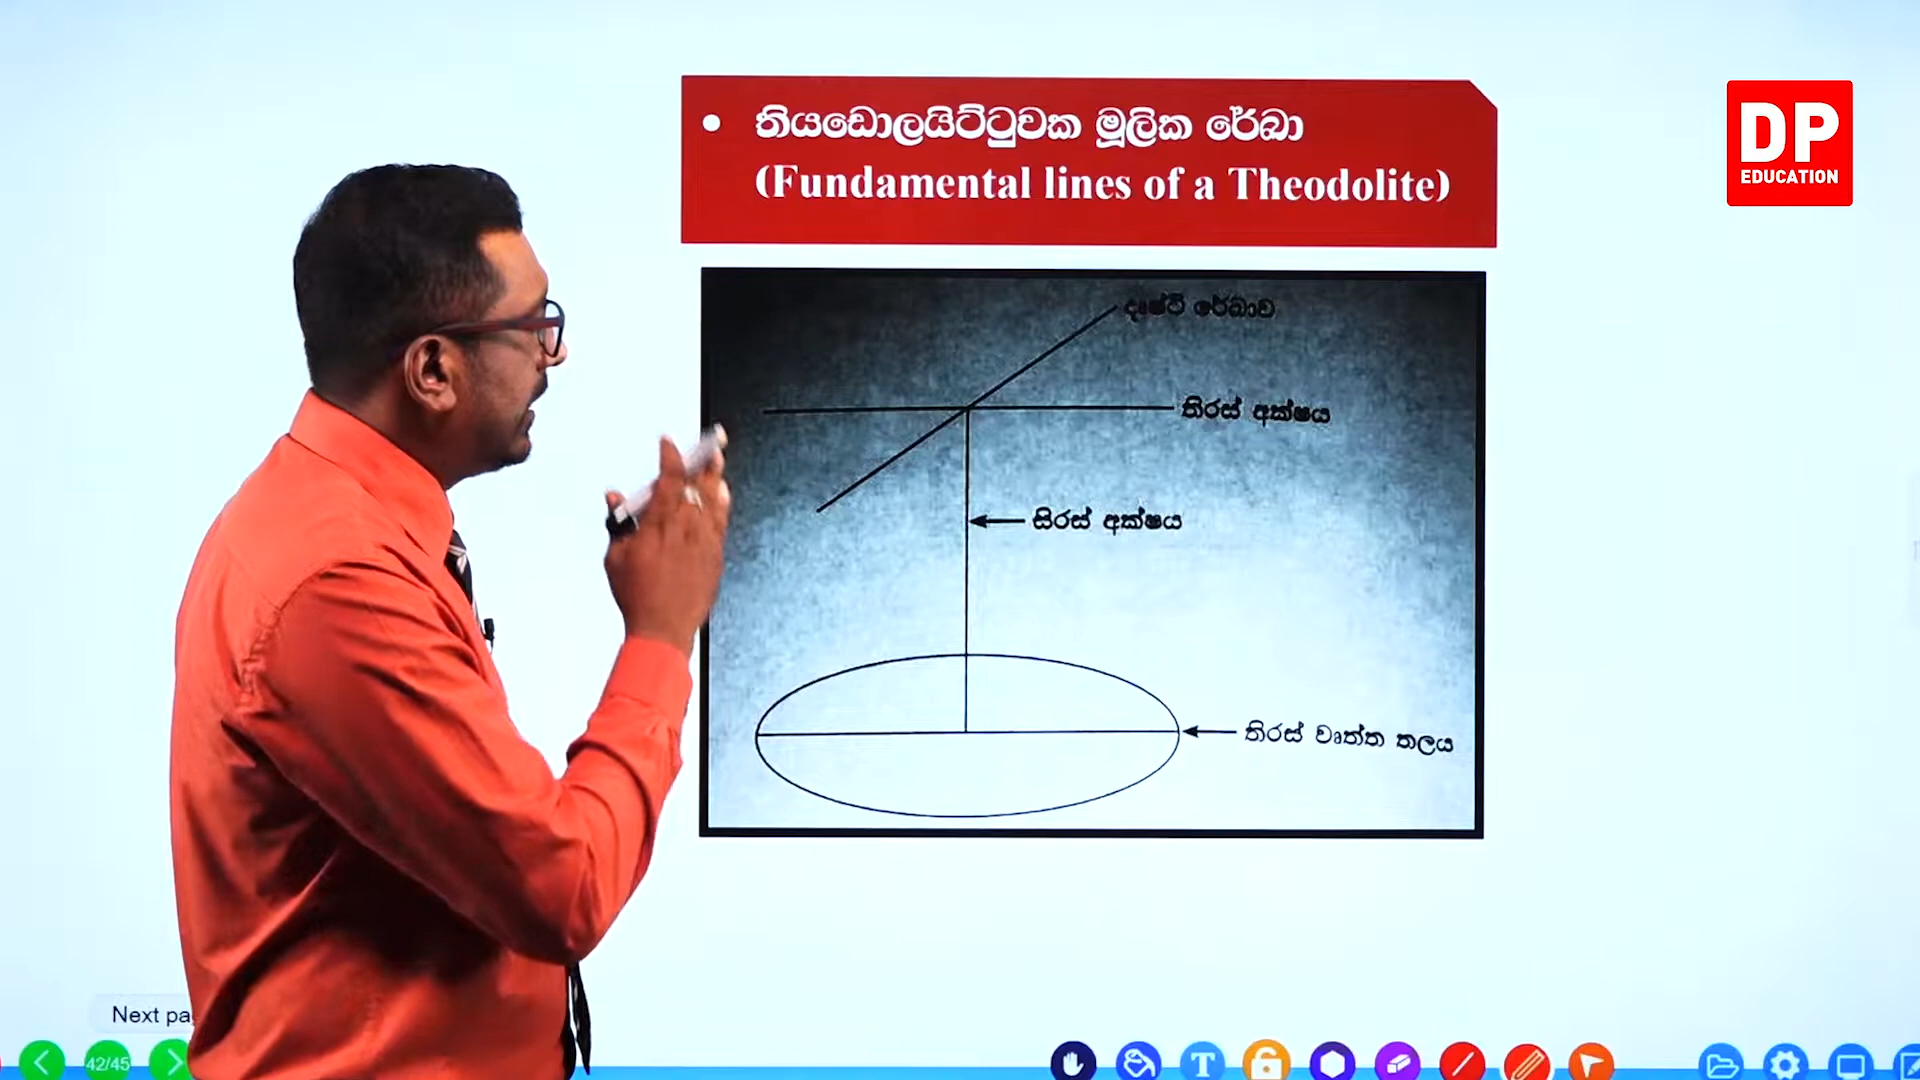 • තියඩොලයිට්ටුවක මූලික රේඛා
(Fundamental lines of a Theodolite)
DP
EDUCATION
දෘෂ්ටි රේඛාව
තිරස් අක්ෂය
සිරස් අක්ෂය
තිරස් වෘත්ත තලය
Next pa
42/45
T